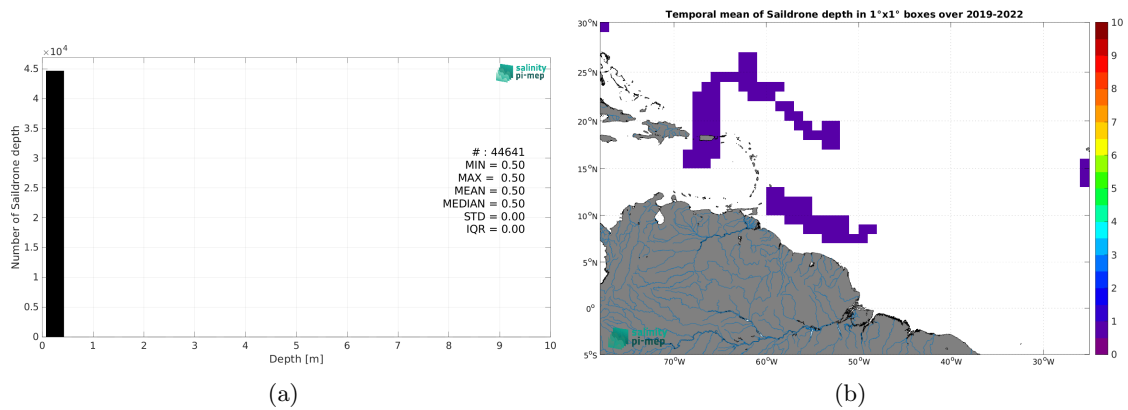 ×10⁴
4.5
4
3.5
3
2.5
2
1.5
1
0.5
0
Number of Saildrone depth
salinity
pi-mep
# : 44641
MIN = 0.50
MAX = 0.50
MEAN = 0.50
MEDIAN = 0.50
STD = 0.00
IQR = 0.00
0 1 2 3 4 5 6 7 8 9 10
Depth [m]
(a)
Temporal mean of Saildrone depth in 1°x1° boxes over 2019-2022
30°N
25°N
20°N
15°N
10°N
5°N
0°
5°S
salinity
pi-mep
70°W 60°W 50°W 40°W 30°W
10
9
8
7
6
5
4
3
2
1
0
(b)